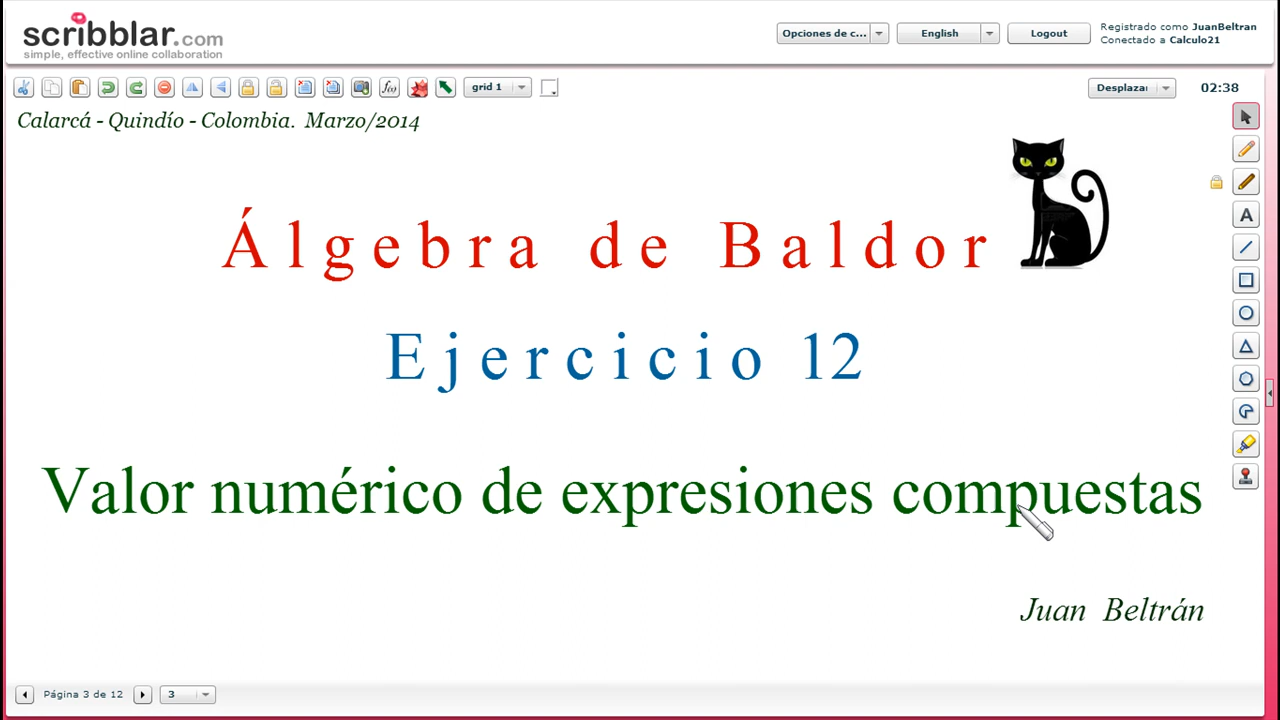 scribblar.com
simple, effective online collaboration
Opciones de c...
English
Logout
Registrado como JuanBeltran
Conectado a Calculo21
f(x)
grid 1
Desplaza
02:38
Calarcá - Quindío - Colombia. Marzo/2014
Álgebra de Baldor
Ejercicio 12
Valor numérico de expresiones compuestas
Juan Beltrán
A
Página 3 de 12
3